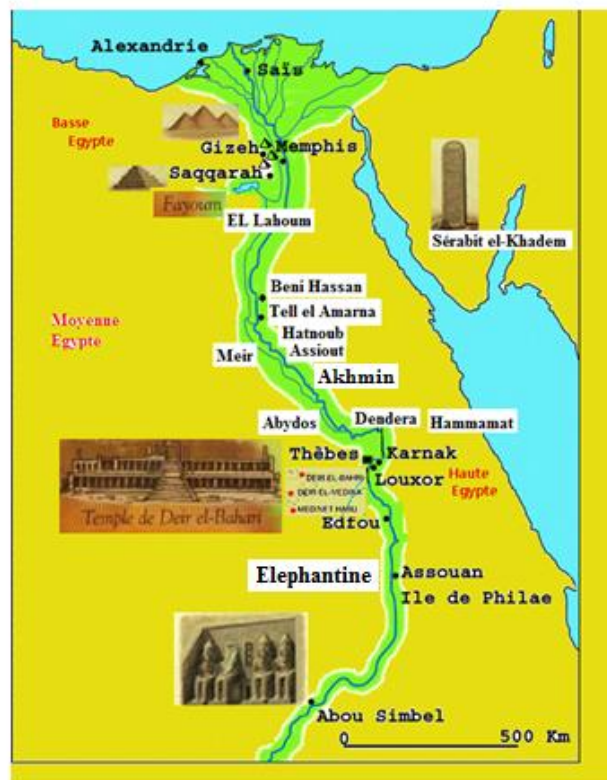 Alexandrie
Saïs
Basse
Egypte
Gizeh
Memphis
Saqqarah
Fayoum
EL Lahoum
Sérabit el-Khadem
Beni Hassan
Tell el Amarna
Hatnoub
Moyenne
Egypte
Meir
Assiout
Akhmin
Abydos
Dendera
Hammamat
Thèbes
Karnak
DEIR EL-BAHRI
Louxor
Haute
Egypte
DEIR EL-MEDINA
MEDINET HABU
Temple de Deir el-Bahari
Edfou
Elephantine
Assouan
Ile de Philae
Abou Simbel
0 500 Km